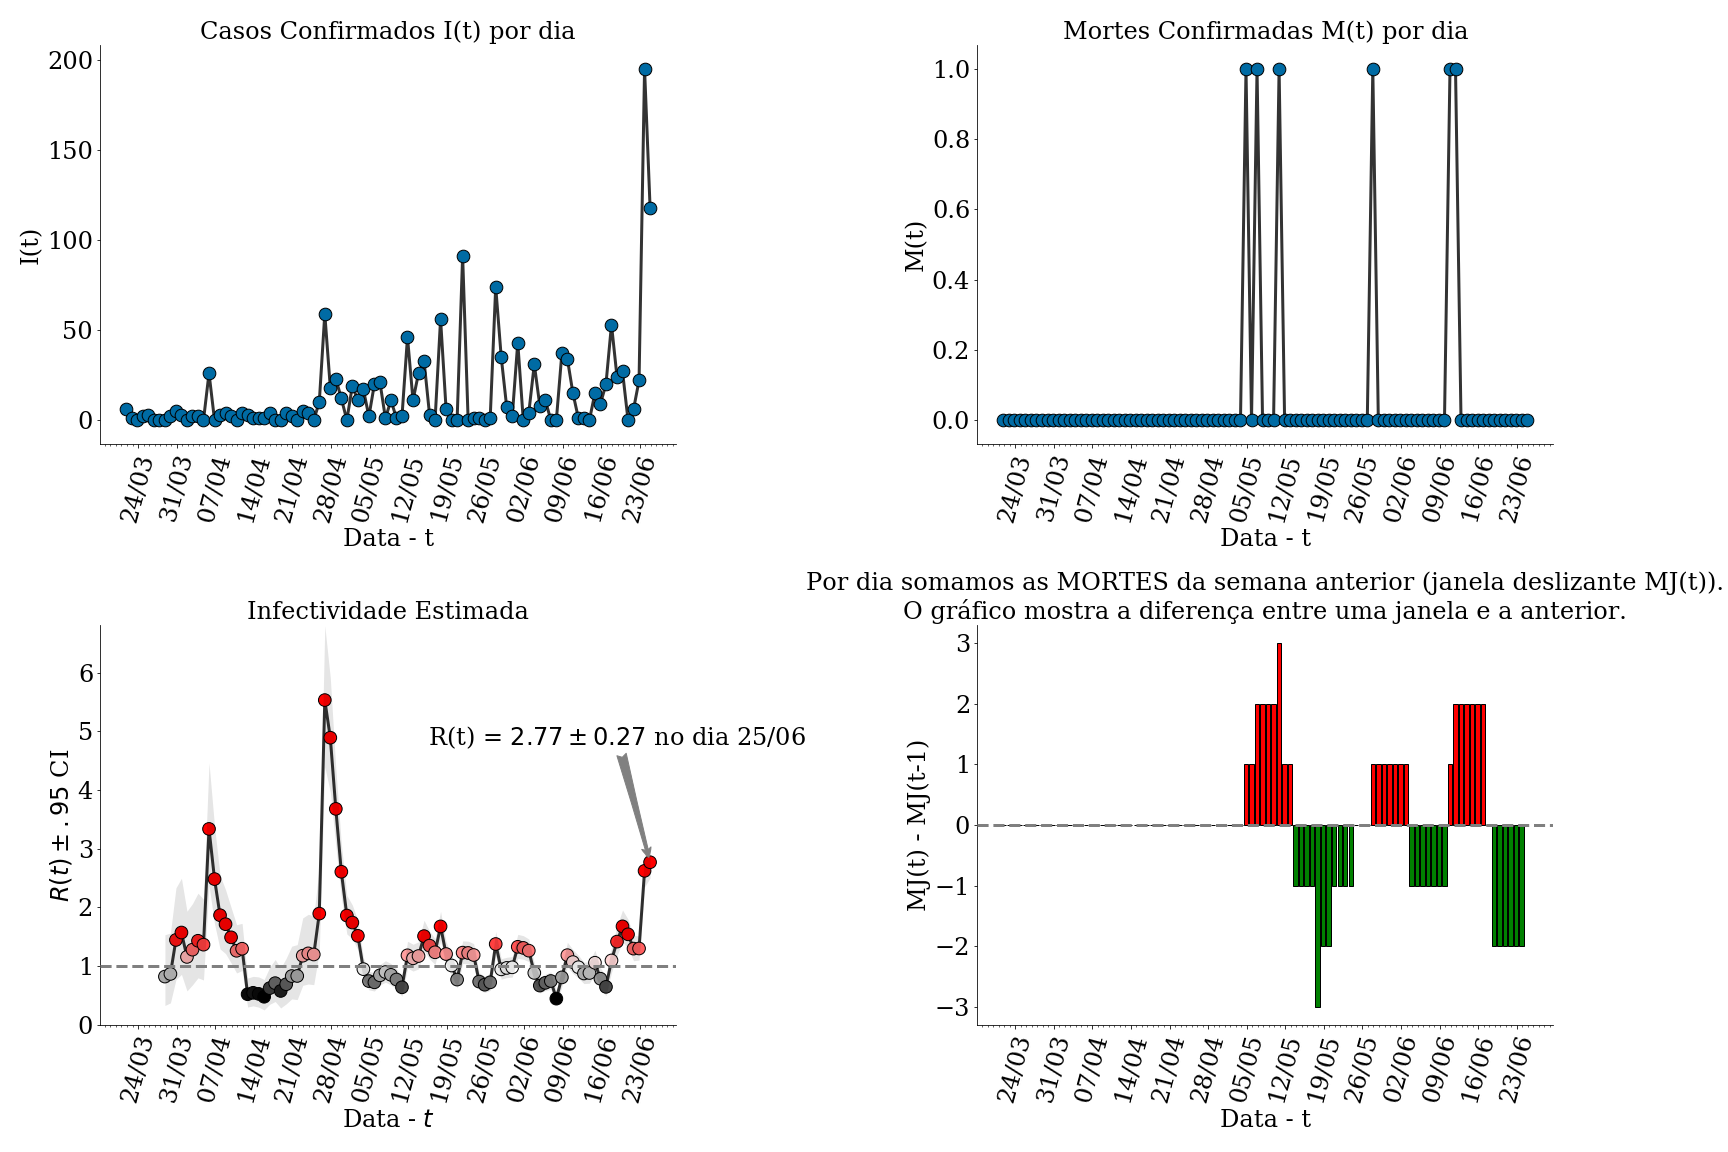 Casos Confirmados I(t) por dia
I(t)
200
150
100
50
0
24/03 31/03 07/04 14/04 21/04 28/04 05/05 12/05 19/05 26/05 02/06 09/06 16/06 23/06
Data - t
Mortes Confirmadas M(t) por dia
M(t)
1.0
0.8
0.6
0.4
0.2
0.0
24/03 31/03 07/04 14/04 21/04 28/04 05/05 12/05 19/05 26/05 02/06 09/06 16/06 23/06
Data - t
Infectividade Estimada
R(t) ± .95 CI
6
5
4
3
2
1
0
R(t) = 2.77 ± 0.27 no dia 25/06
24/03 31/03 07/04 14/04 21/04 28/04 05/05 12/05 19/05 26/05 02/06 09/06 16/06 23/06
Data - t
Por dia somamos as MORTES da semana anterior (janela deslizante MJ(t)).
O gráfico mostra a diferença entre uma janela e a anterior.
MJ(t) - MJ(t-1)
3
2
1
0
−1
−2
−3
24/03 31/03 07/04 14/04 21/04 28/04 05/05 12/05 19/05 26/05 02/06 09/06 16/06 23/06
Data - t